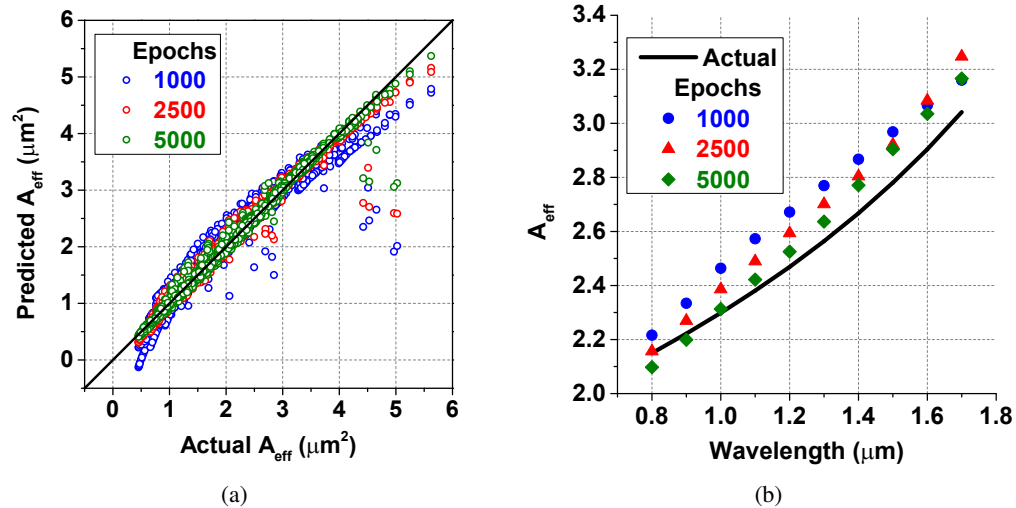 6
5
4
3
2
1
0
Predicted A_eff (μm²)
Epochs
1000
2500
5000
0 1 2 3 4 5 6
Actual A_eff (μm²)
(a)
3.4
3.2
3.0
2.8
2.6
2.4
2.2
2.0
A_eff
Actual
Epochs
1000
2500
5000
0.8 1.0 1.2 1.4 1.6 1.8
Wavelength (μm)
(b)